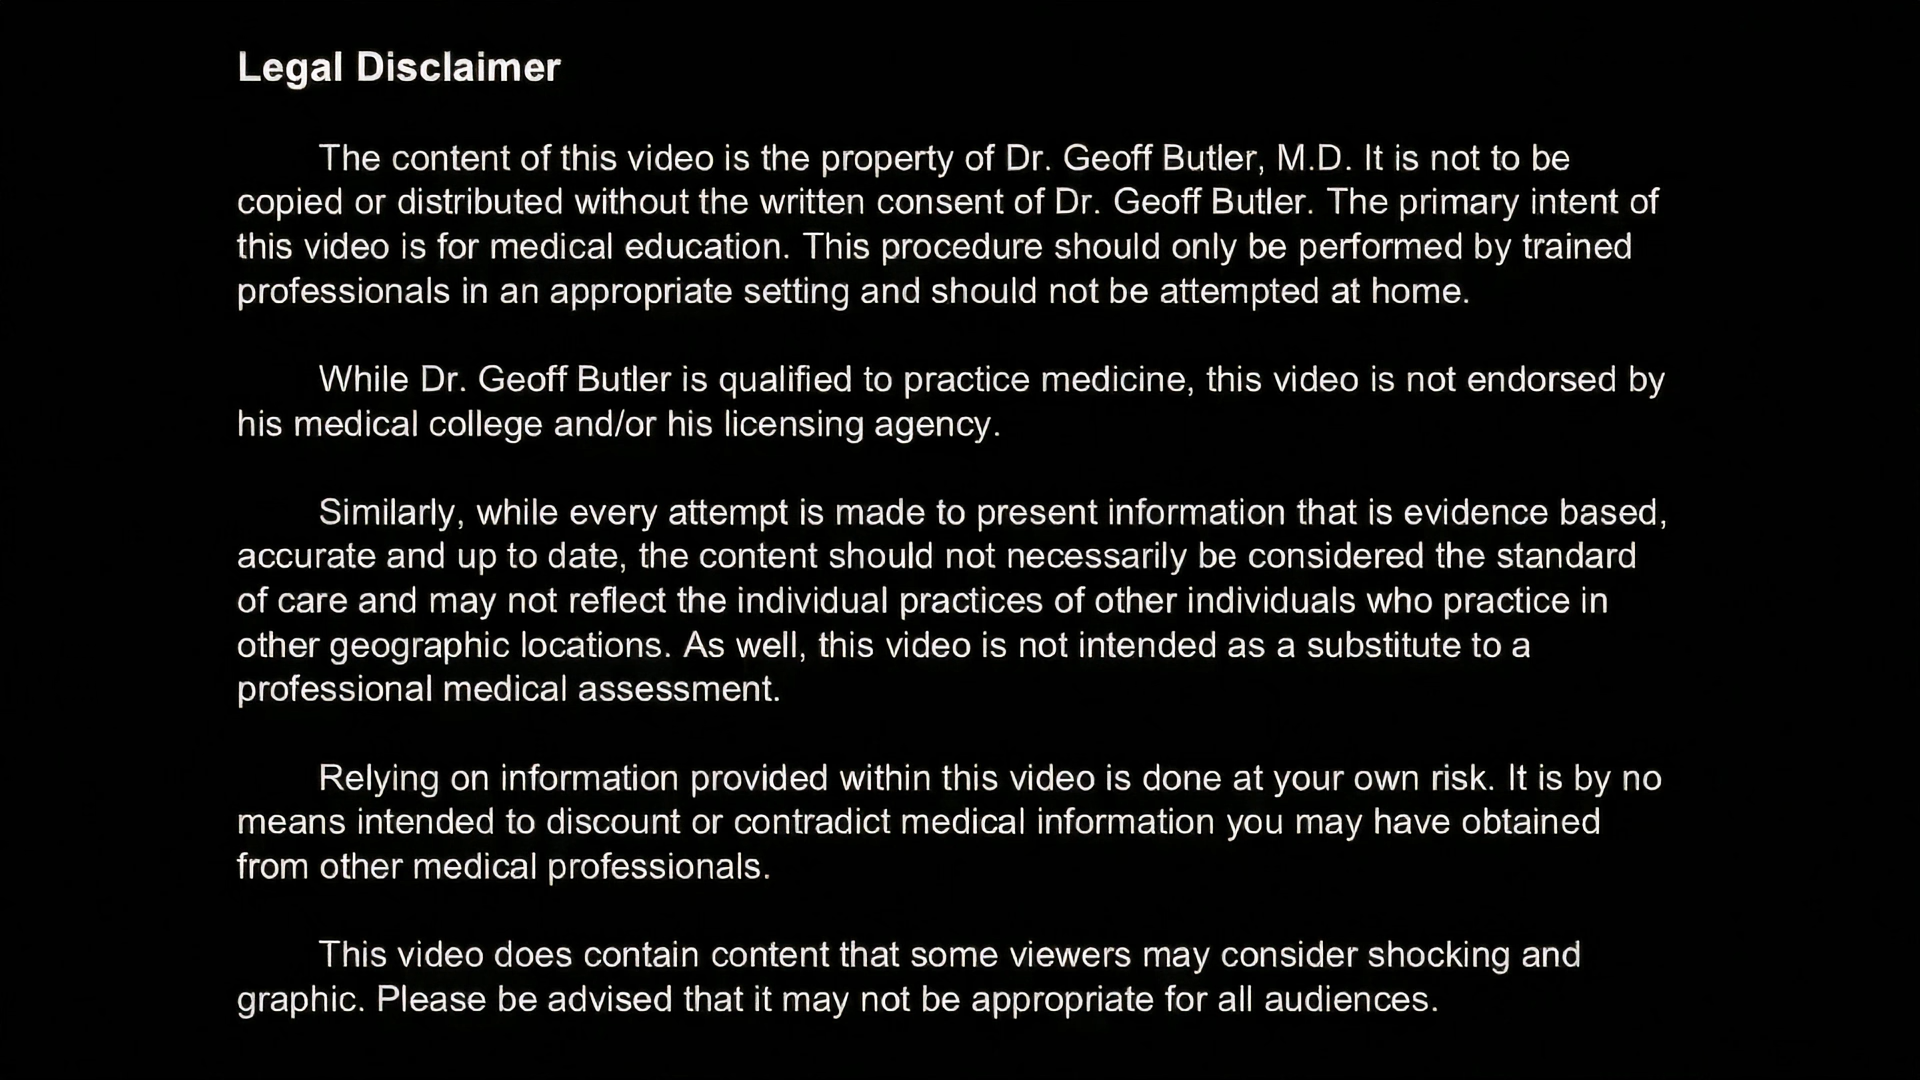 Legal Disclaimer
The content of this video is the property of Dr. Geoff Butler, M.D. It is not to be
copied or distributed without the written consent of Dr. Geoff Butler. The primary intent of
this video is for medical education. This procedure should only be performed by trained
professionals in an appropriate setting and should not be attempted at home.
While Dr. Geoff Butler is qualified to practice medicine, this video is not endorsed by
his medical college and/or his licensing agency.
Similarly, while every attempt is made to present information that is evidence based,
accurate and up to date, the content should not necessarily be considered the standard
of care and may not reflect the individual practices of other individuals who practice in
other geographic locations. As well, this video is not intended as a substitute to a
professional medical assessment.
Relying on information provided within this video is done at your own risk. It is by no
means intended to discount or contradict medical information you may have obtained
from other medical professionals.
This video does contain content that some viewers may consider shocking and
graphic. Please be advised that it may not be appropriate for all audiences.